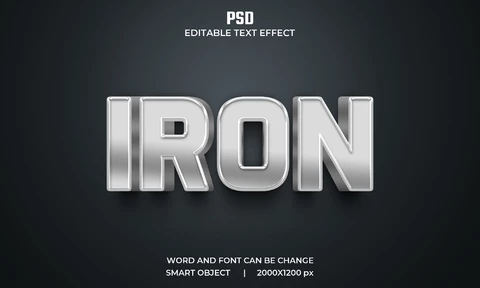 PSD
EDITABLE TEXT EFFECT
IRON
WORD AND FONT CAN BE CHANGE
SMART OBJECT | 2000X1200 px